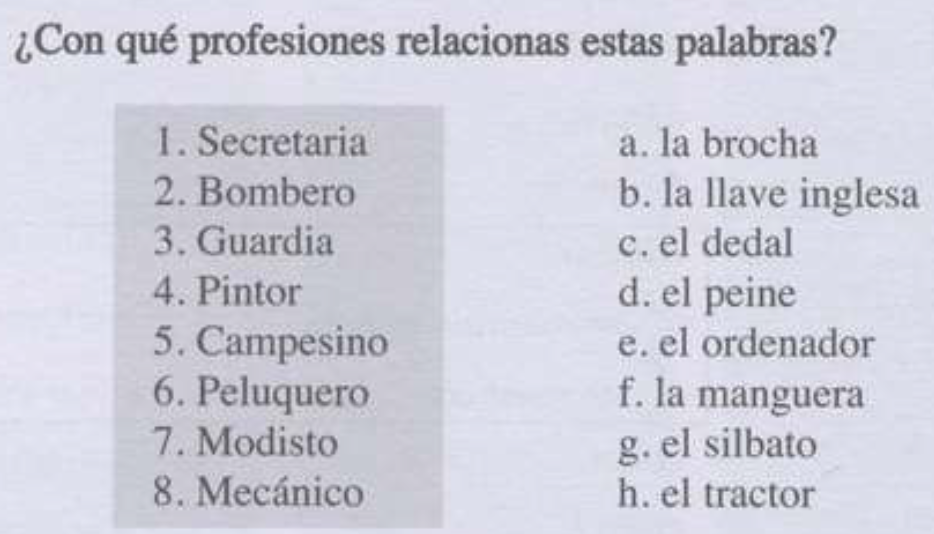 ¿Con qué profesiones relacionas estas palabras?
1. Secretaria
2. Bombero
3. Guardia
4. Pintor
5. Campesino
6. Peluquero
7. Modisto
8. Mecánico
a. la brocha
b. la llave inglesa
c. el dedal
d. el peine
e. el ordenador
f. la manguera
g. el silbato
h. el tractor